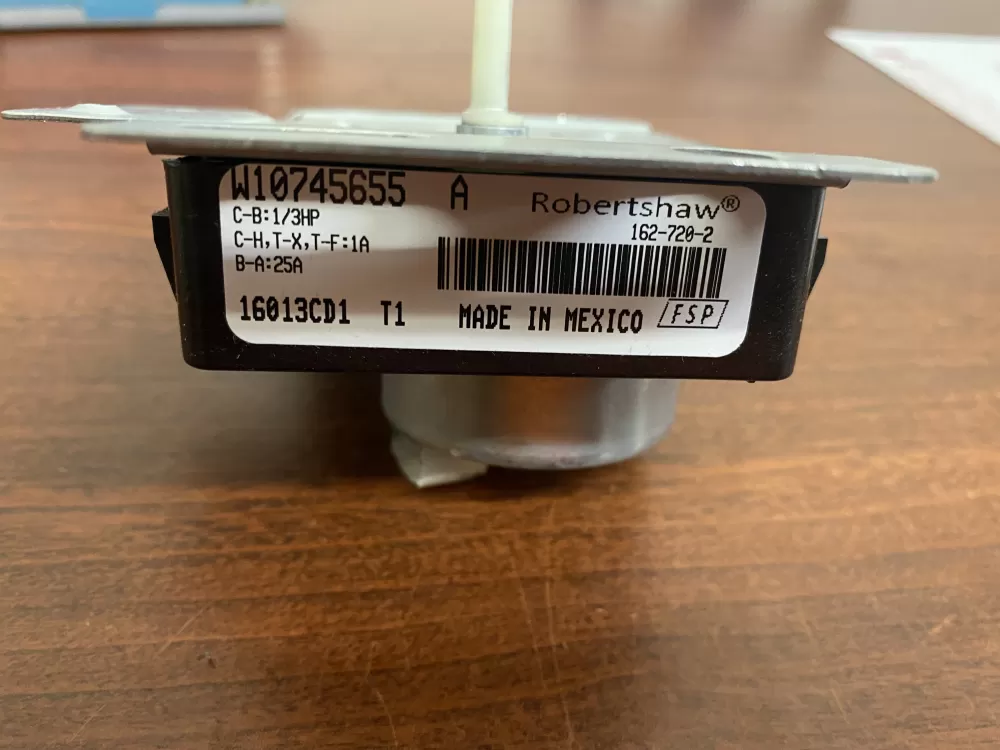 W10745655 A Robertshaw®
C-B:1/3HP 162-720-2
C-H,T-X,T-F:1A
B-A:25A
16013CD1 T1 MADE IN MEXICO FSP